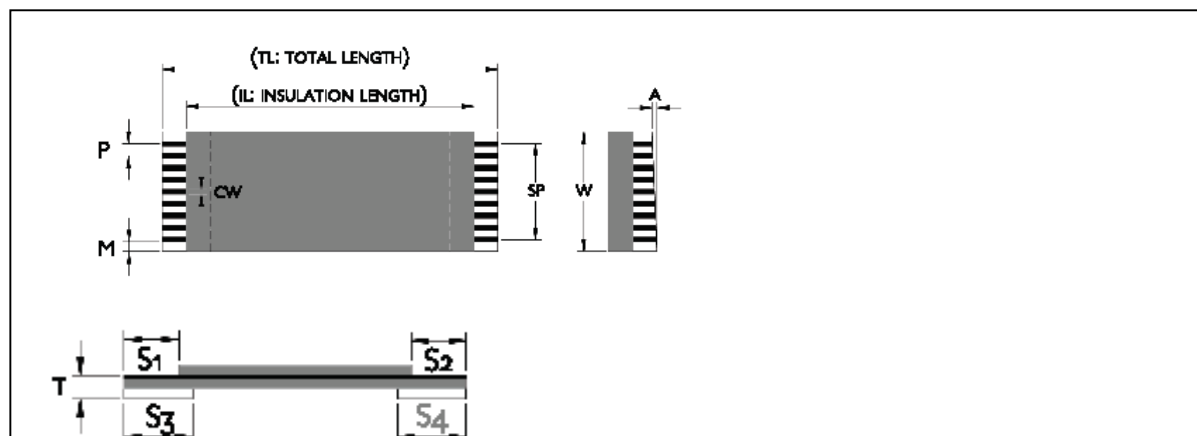 (TL: TOTAL LENGTH)
(IL: INSULATION LENGTH)
A
P
CW
SP
W
M
S1
S2
T
S3
S4